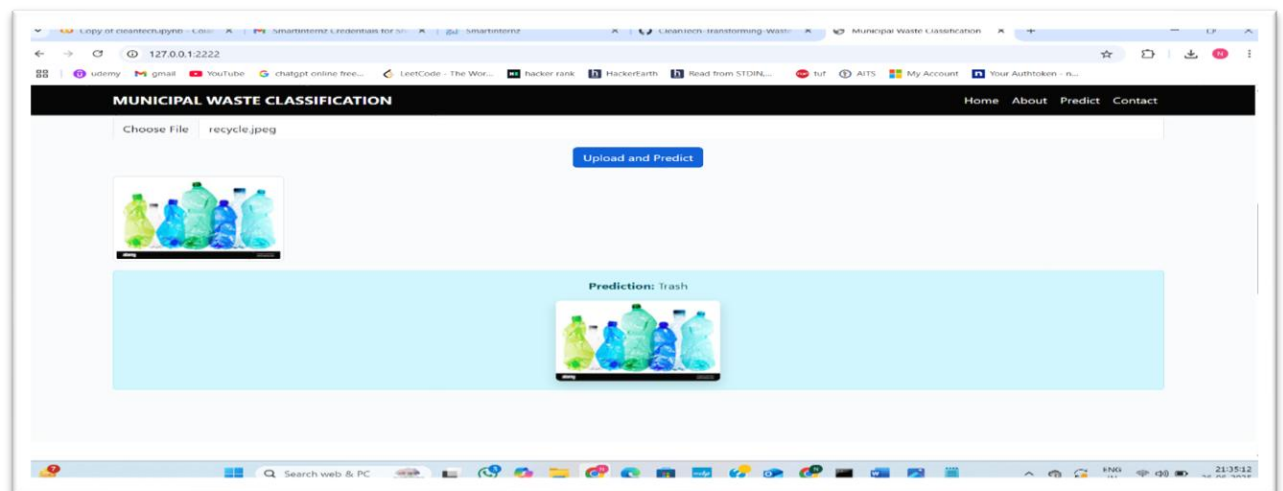 Copy of cleantech.ipynb - Colab
SmartInternz Credentials for
SmartInternz
CleanTech-Transforming-Waste
Municipal Waste Classification
127.0.0.1:2222
udemy gmail YouTube chatgpt online free... LeetCode - The Wor... hacker rank HackerEarth Read from STDIN,... tuf AITS My Account Your Authtoken - n...
MUNICIPAL WASTE CLASSIFICATION Home About Predict Contact
Choose File recycle.jpeg
Upload and Predict
alamy
Prediction: Trash
alamy
Search web & PC
ENG 21:35:12